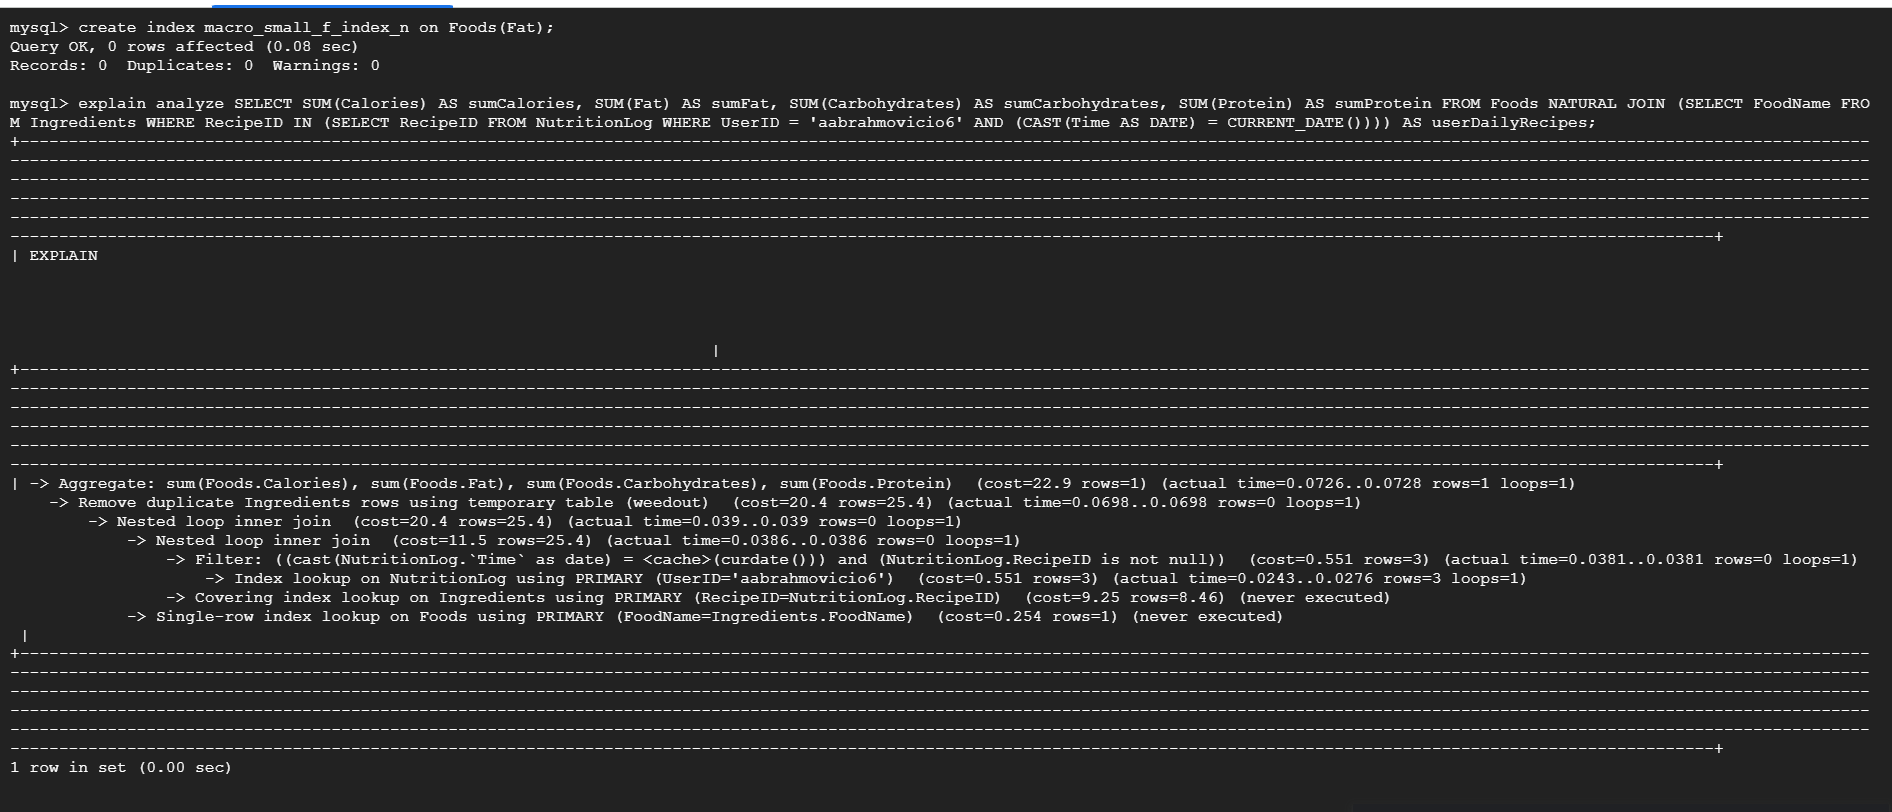 mysql> create index macro_small_f_index_n on Foods(Fat);
Query OK, 0 rows affected (0.08 sec)
Records: 0  Duplicates: 0  Warnings: 0
mysql> explain analyze SELECT SUM(Calories) AS sumCalories, SUM(Fat) AS sumFat, SUM(Carbohydrates) AS sumCarbohydrates, SUM(Protein) AS sumProtein FROM Foods NATURAL JOIN (SELECT FoodName FRO
M Ingredients WHERE RecipeID IN (SELECT RecipeID FROM NutritionLog WHERE UserID = 'aabrahmovicio6' AND (CAST(Time AS DATE) = CURRENT_DATE()))) AS userDailyRecipes;
| EXPLAIN
|
| -> Aggregate: sum(Foods.Calories), sum(Foods.Fat), sum(Foods.Carbohydrates), sum(Foods.Protein)  (cost=22.9 rows=1) (actual time=0.0726..0.0728 rows=1 loops=1)
    -> Remove duplicate Ingredients rows using temporary table (weedout)  (cost=20.4 rows=25.4) (actual time=0.0698..0.0698 rows=0 loops=1)
        -> Nested loop inner join  (cost=20.4 rows=25.4) (actual time=0.039..0.039 rows=0 loops=1)
            -> Nested loop inner join  (cost=11.5 rows=25.4) (actual time=0.0386..0.0386 rows=0 loops=1)
                -> Filter: ((cast(NutritionLog.`Time` as date) = <cache>(curdate())) and (NutritionLog.RecipeID is not null))  (cost=0.551 rows=3) (actual time=0.0381..0.0381 rows=0 loops=1)
                    -> Index lookup on NutritionLog using PRIMARY (UserID='aabrahmovicio6')  (cost=0.551 rows=3) (actual time=0.0243..0.0276 rows=3 loops=1)
                -> Covering index lookup on Ingredients using PRIMARY (RecipeID=NutritionLog.RecipeID)  (cost=9.25 rows=8.46) (never executed)
            -> Single-row index lookup on Foods using PRIMARY (FoodName=Ingredients.FoodName)  (cost=0.254 rows=1) (never executed)
 |
1 row in set (0.00 sec)